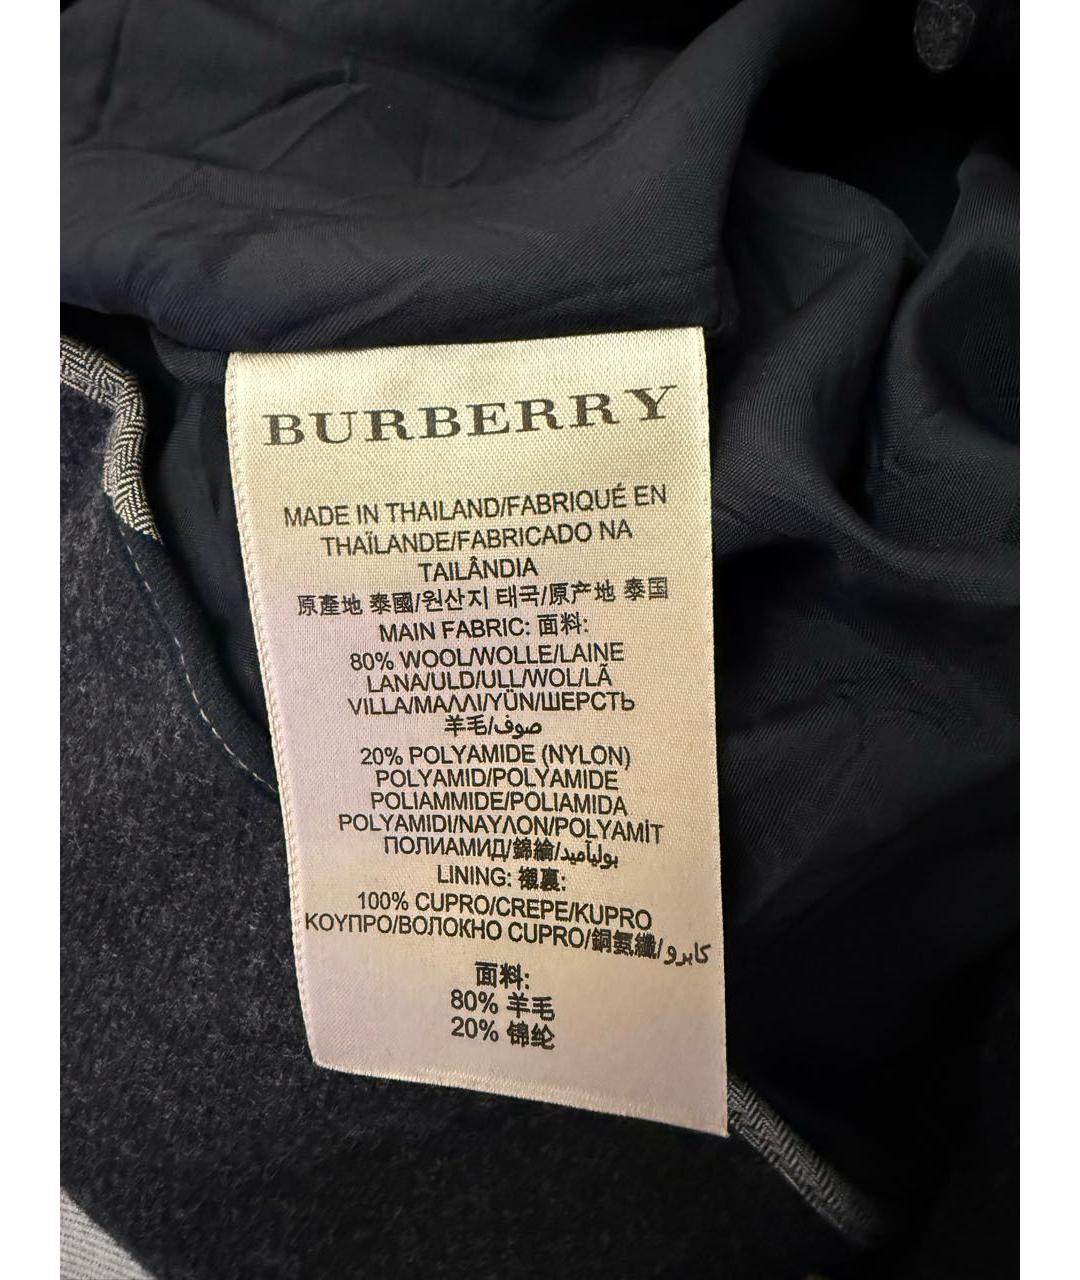 BURBERRY
MADE IN THAILAND/FABRIQUÉ EN
THAÏLANDE/FABRICADO NA
TAILÂNDIA
原產地 泰國/원산지 태국/原产地 泰国
MAIN FABRIC: 面料:
80% WOOL/WOLLE/LAINE
LANA/ULD/ULL/WOL/LÃ
VILLA/ΜΑΛΛΙ/YÜN/ШЕРСТЬ
羊毛/صوف
20% POLYAMIDE (NYLON)
POLYAMID/POLYAMIDE
POLIAMMIDE/POLIAMIDA
POLYAMIDI/ΝΑΥΛΟΝ/POLYAMİT
ПОЛИАМИД/錦綸/بوليآميد
LINING: 襯裏:
100% CUPRO/CREPE/KUPRO
ΚΟΥΠΡΟ/ВОЛОКНО CUPRO/銅氨纖/كابرو
面料:
80% 羊毛
20% 锦纶